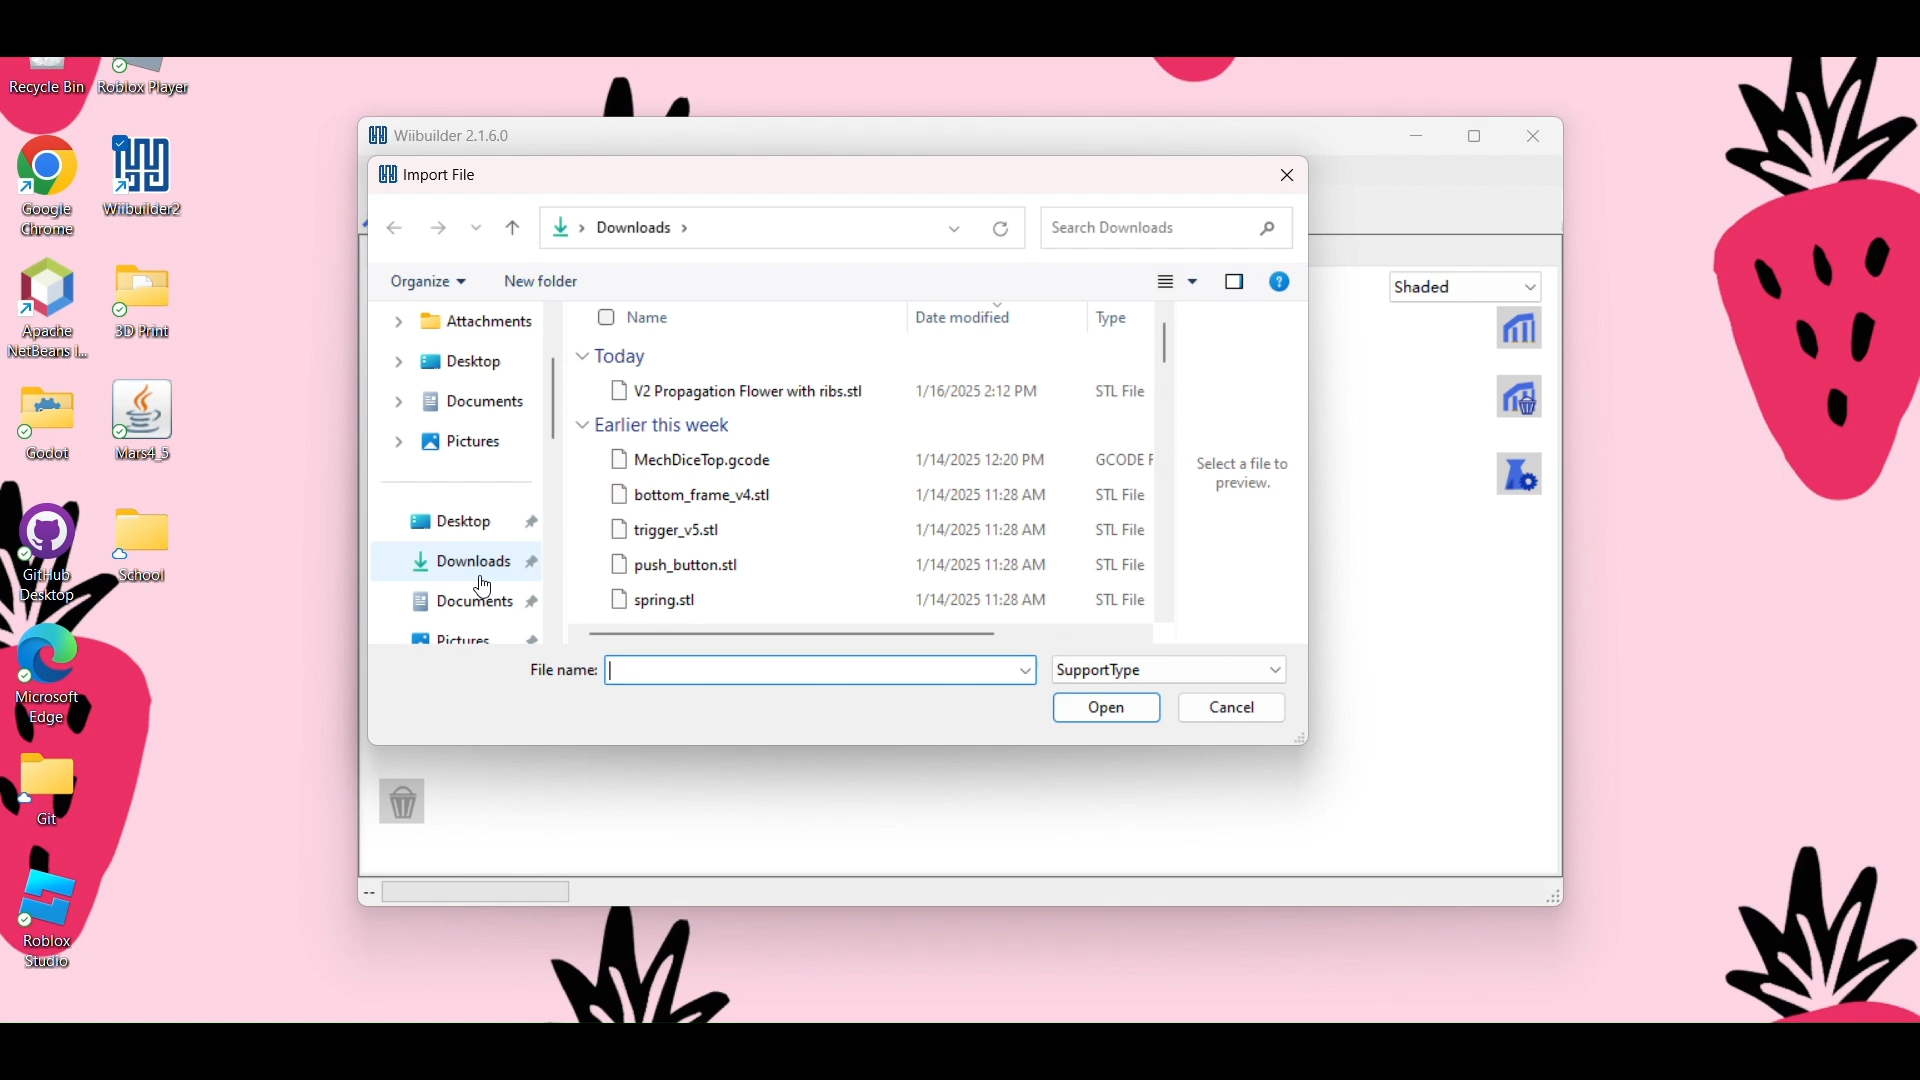 Recycle Bin
Roblox Player
Google
Chrome
Wiibuilder2
Apache
NetBeans I...
3D Print
Godot
Mars4_5
GitHub
Desktop
School
Microsoft
Edge
Git
Roblox
Studio
Wiibuilder 2.1.6.0
Import File
Downloads
Search Downloads
Organize
New folder
?
Attachments
Desktop
Documents
Pictures
Desktop
Downloads
Documents
Pictures
Name Date modified Type
Today
V2 Propagation Flower with ribs.stl 1/16/2025 2:12 PM STL File
Earlier this week
MechDiceTop.gcode 1/14/2025 12:20 PM GCODE F
bottom_frame_v4.stl 1/14/2025 11:28 AM STL File
trigger_v5.stl 1/14/2025 11:28 AM STL File
push_button.stl 1/14/2025 11:28 AM STL File
spring.stl 1/14/2025 11:28 AM STL File
Select a file to
preview.
File name:
SupportType
Open
Cancel
Shaded
--